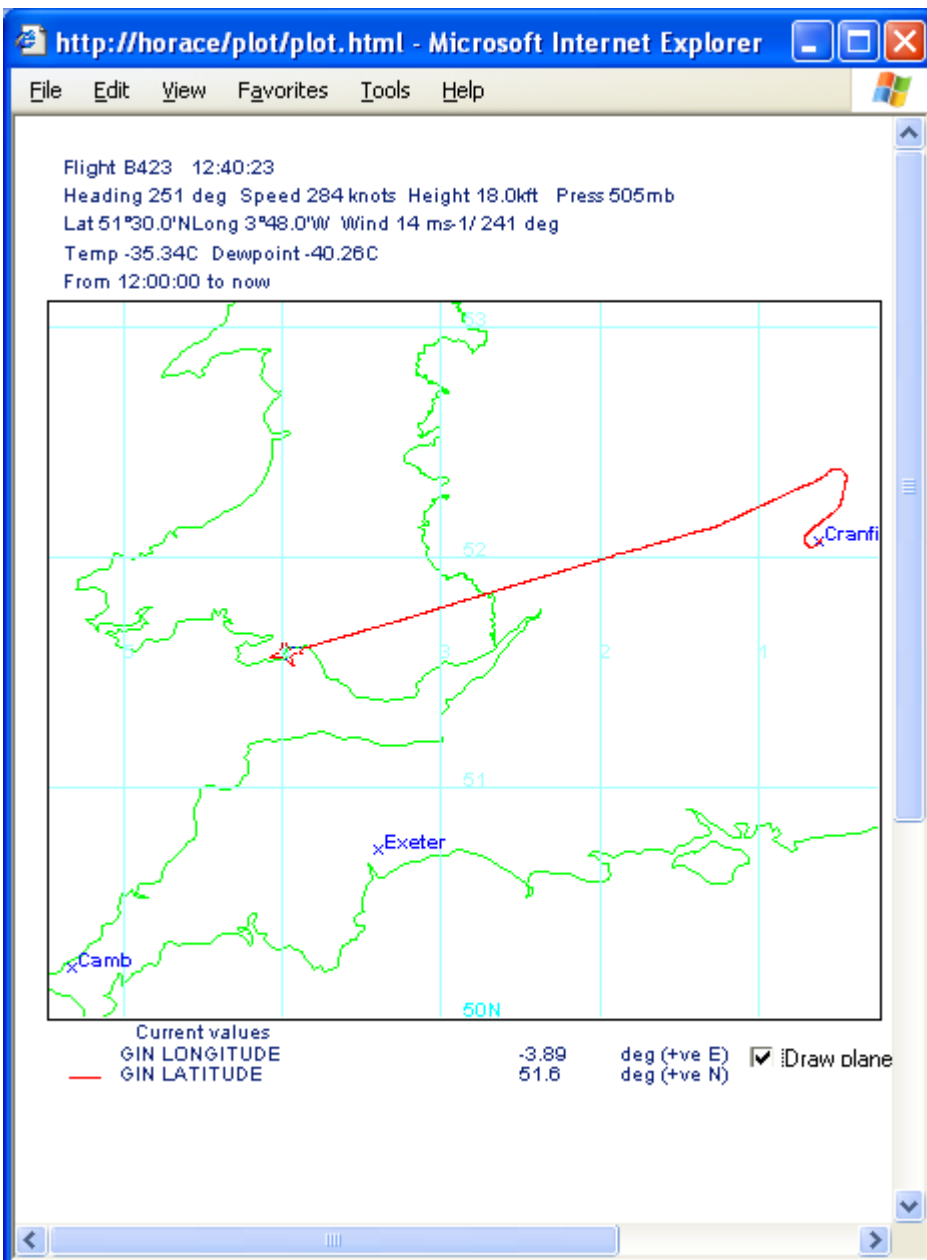 http://horace/plot/plot.html - Microsoft Internet Explorer
File Edit View Favorites Tools Help
Flight B423 12:40:23
Heading 251 deg Speed 284 knots Height 18.0kft Press 505mb
Lat 51°30.0'NLong 3°48.0'W Wind 14 ms-1/ 241 deg
Temp -35.34C Dewpoint -40.26C
From 12:00:00 to now
53
Cranfi
52
5 3 2 1
51
Exeter
Camb
50N
Current values
GIN LONGITUDE -3.89 deg (+ve E) Draw plane
GIN LATITUDE 51.6 deg (+ve N)